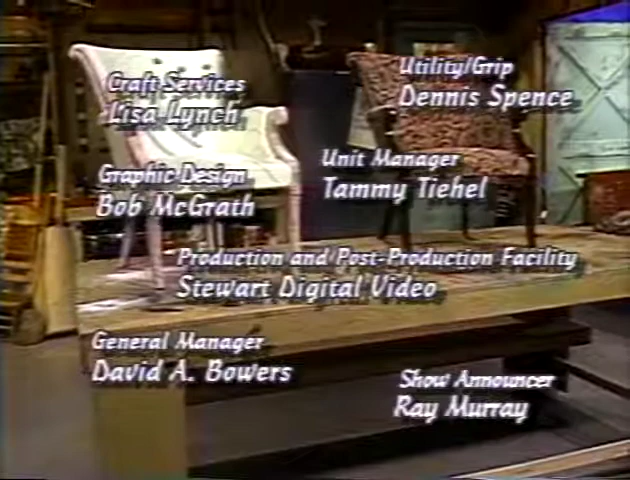 Craft Services
Lisa Lynch
Utility/Grip
Dennis Spence
Graphic Design
Bob McGrath
Unit Manager
Tammy Tiehel
Production and Post-Production Facility
Stewart Digital Video
General Manager
David A. Bowers
Show Announcer
Ray Murray